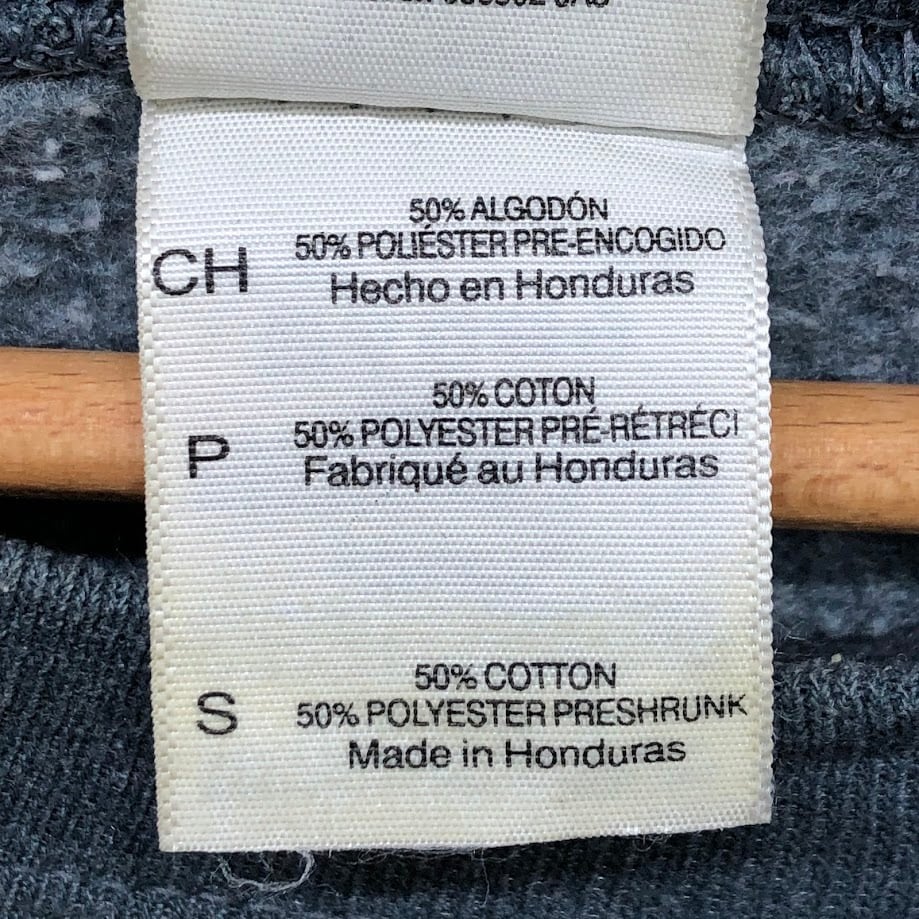 50% ALGODÓN
CH 50% POLIÉSTER PRE-ENCOGIDO
Hecho en Honduras
50% COTON
P 50% POLYESTER PRÉ-RÉTRÉCI
Fabriqué au Honduras
50% COTTON
S 50% POLYESTER PRESHRUNK
Made in Honduras